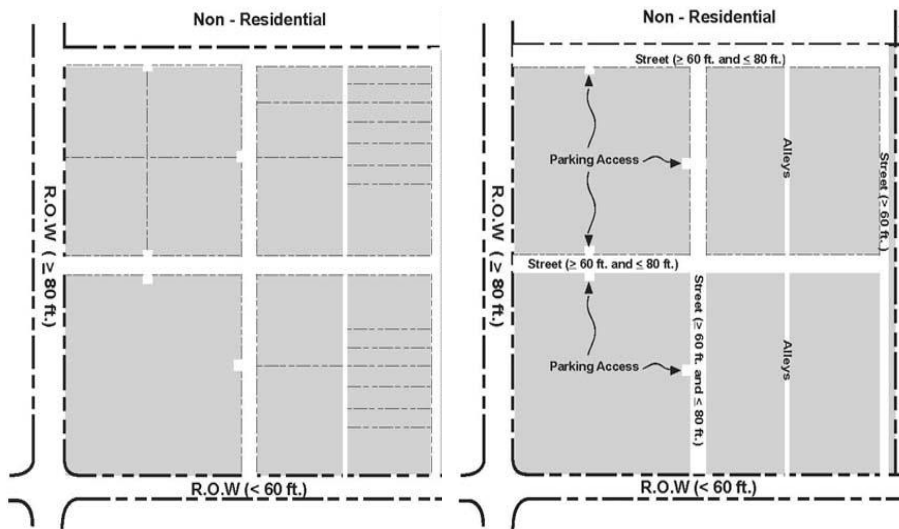 Non - Residential
R.O.W (≥ 80 ft.)
R.O.W (< 60 ft.)
Non - Residential
Street (≥ 60 ft. and ≤ 80 ft.)
Parking Access
Alleys
Street (> 60 ft.)
R.O.W (≥ 80 ft.)
Street (≥ 60 ft. and ≤ 80 ft.)
Parking Access
Street (≥ 60 ft. and ≤ 80 ft.)
Alleys
R.O.W (< 60 ft.)